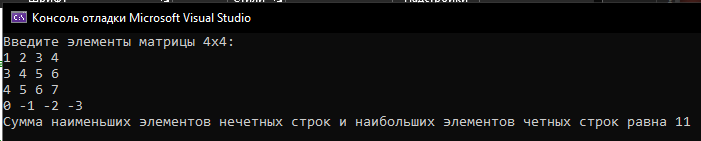 Консоль отладки Microsoft Visual Studio
Введите элементы матрицы 4x4:
1 2 3 4
3 4 5 6
4 5 6 7
0 -1 -2 -3
Сумма наименьших элементов нечетных строк и наибольших элементов четных строк равна 11